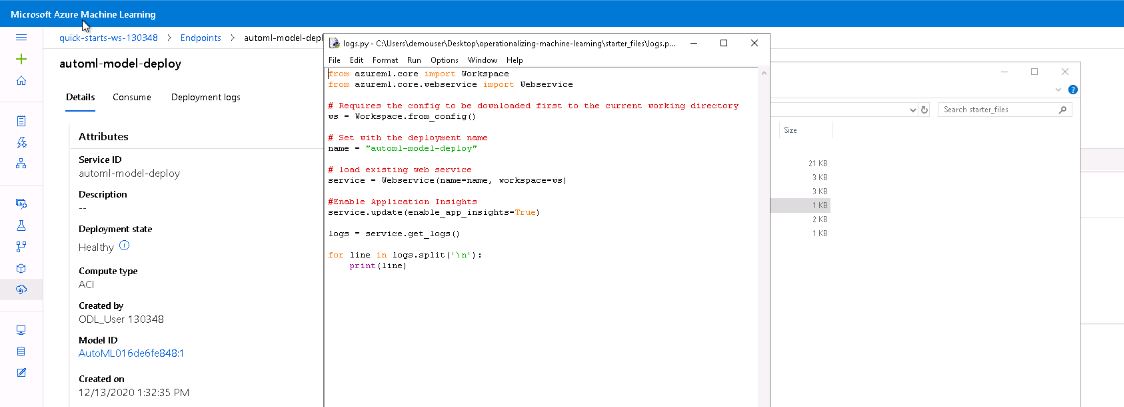 Microsoft Azure Machine Learning
quick-starts-ws-130348 > Endpoints > automl-model-depl
automl-model-deploy
Details Consume Deployment logs
Attributes
Service ID
automl-model-deploy
Description
--
Deployment state
Healthy
Compute type
ACI
Created by
ODL_User 130348
Model ID
AutoML016de6fe848:1
Created on
12/13/2020 1:32:35 PM
logs.py - C:\Users\demouser\Desktop\operationalizing-machine-learning\starter_files\logs.p...
File Edit Format Run Options Window Help
from azureml.core import Workspace
from azureml.core.webservice import Webservice
# Requires the config to be downloaded first to the current working directory
ws = Workspace.from_config()
# Set with the deployment name
name = "automl-model-deploy"
# load existing web service
service = Webservice(name=name, workspace=ws)
#Enable Application Insights
service.update(enable_app_insights=True)
logs = service.get_logs()
for line in logs.split('\n'):
print(line)
Search starter_files
Size
21 KB
3 KB
3 KB
1 KB
2 KB
1 KB